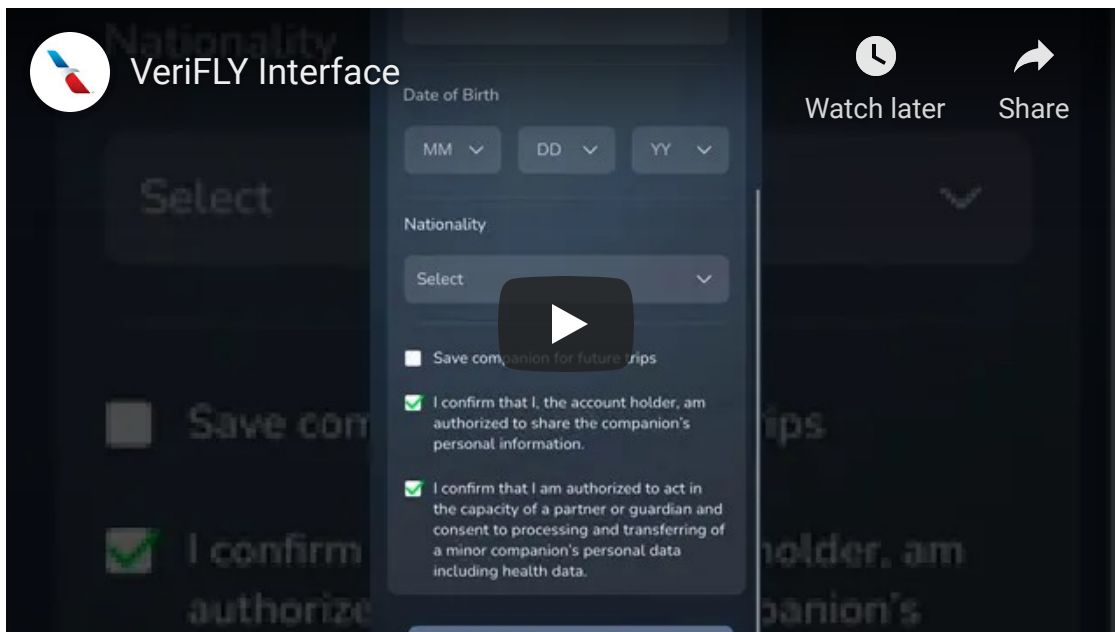 Nationality
VeriFLY Interface
Watch later
Share
Date of Birth
MM
DD
YY
Select
Nationality
Select
Save companion for future trips
I confirm that I, the account holder, am
authorized to share the companion's
personal information.
I confirm that I am authorized to act in
the capacity of a partner or guardian and
consent to processing and transferring of
a minor companion's personal data
including health data.
Save com
rips
I confirm
holder, am
authorize
panion's